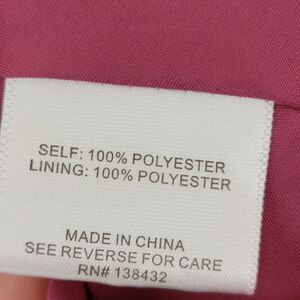 SELF: 100% POLYESTER
LINING: 100% POLYESTER
MADE IN CHINA
SEE REVERSE FOR CARE
RN# 138432